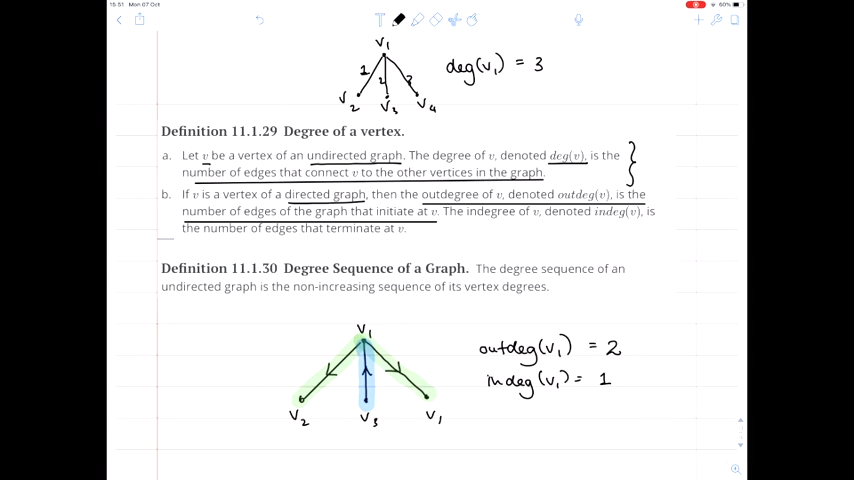 15.51 Mon 07 Oct
60%
T
V1
1 2 3
deg(v1) = 3
V2 V3 V4
Definition 11.1.29 Degree of a vertex.
a. Let v be a vertex of an undirected graph. The degree of v, denoted deg(v), is the
number of edges that connect v to the other vertices in the graph.
b. If v is a vertex of a directed graph, then the outdegree of v, denoted outdeg(v), is the
number of edges of the graph that initiate at v. The indegree of v, denoted indeg(v), is
the number of edges that terminate at v.
Definition 11.1.30 Degree Sequence of a Graph. The degree sequence of an
undirected graph is the non-increasing sequence of its vertex degrees.
V1
outdeg(v1) = 2
indeg(v1) = 1
V2 V3 V1